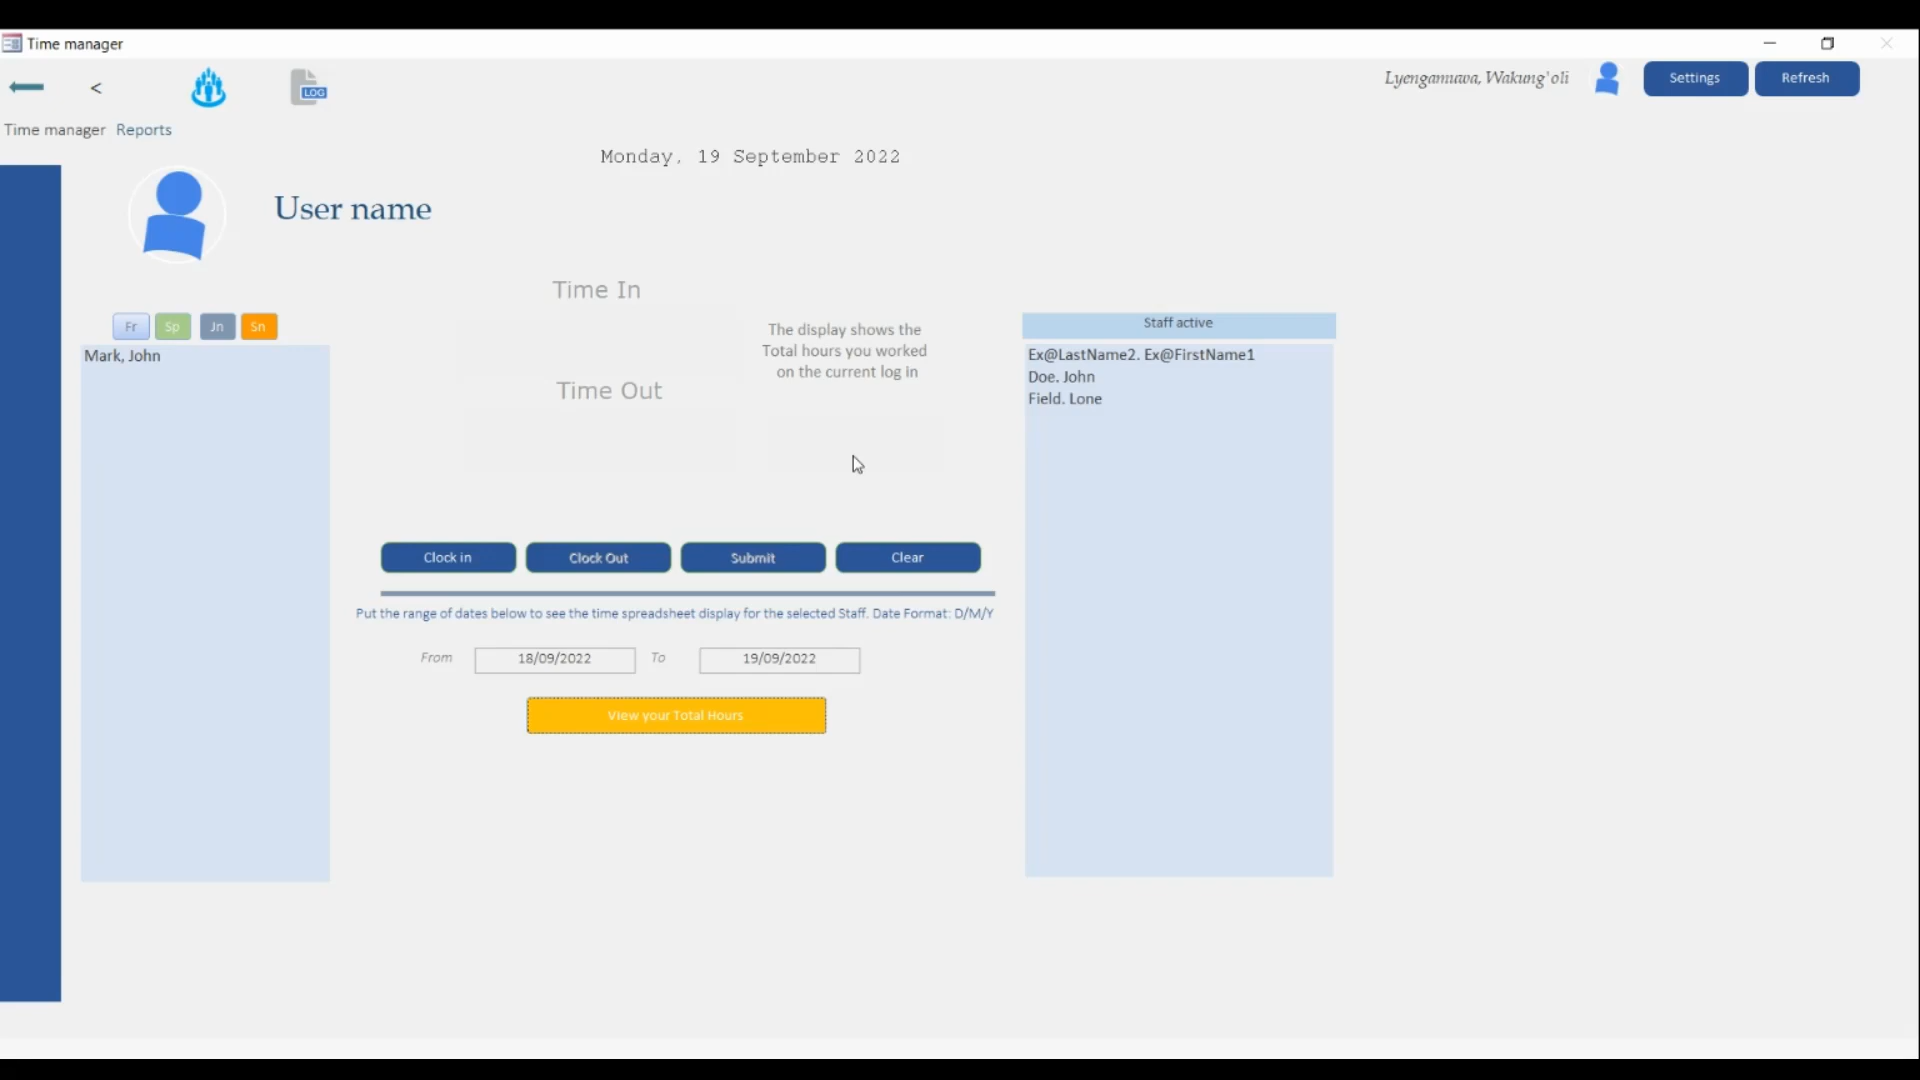 Time manager
<
LOG
Lyengamuwa, Wakung'oli
Settings
Refresh
Time manager Reports
Monday, 19 September 2022
User name
Time In
Fr Sp Jn Sn
Mark, John
The display shows the
Total hours you worked
on the current log in
Time Out
Staff active
Ex@LastName2. Ex@FirstName1
Doe. John
Field. Lone
Clock in
Clock Out
Submit
Clear
Put the range of dates below to see the time spreadsheet display for the selected Staff. Date Format: D/M/Y
From 18/09/2022 To 19/09/2022
View your Total Hours